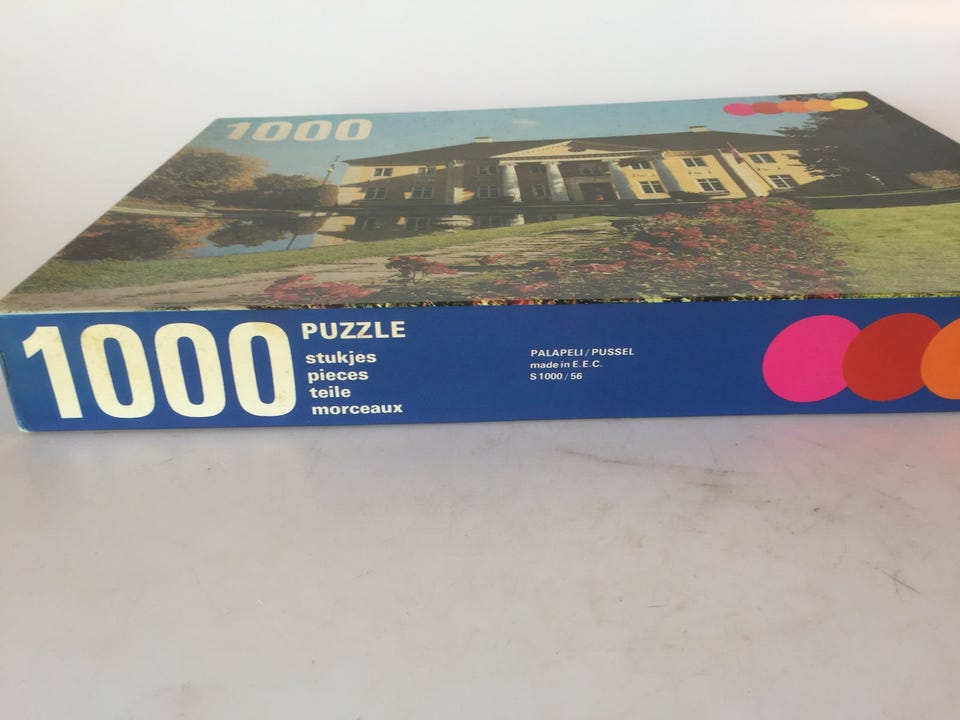 1000
1000
PUZZLE
stukjes
pieces
teile
morceaux
PALAPELI / PUSSEL
made in E.E.C.
S 1000 / 56